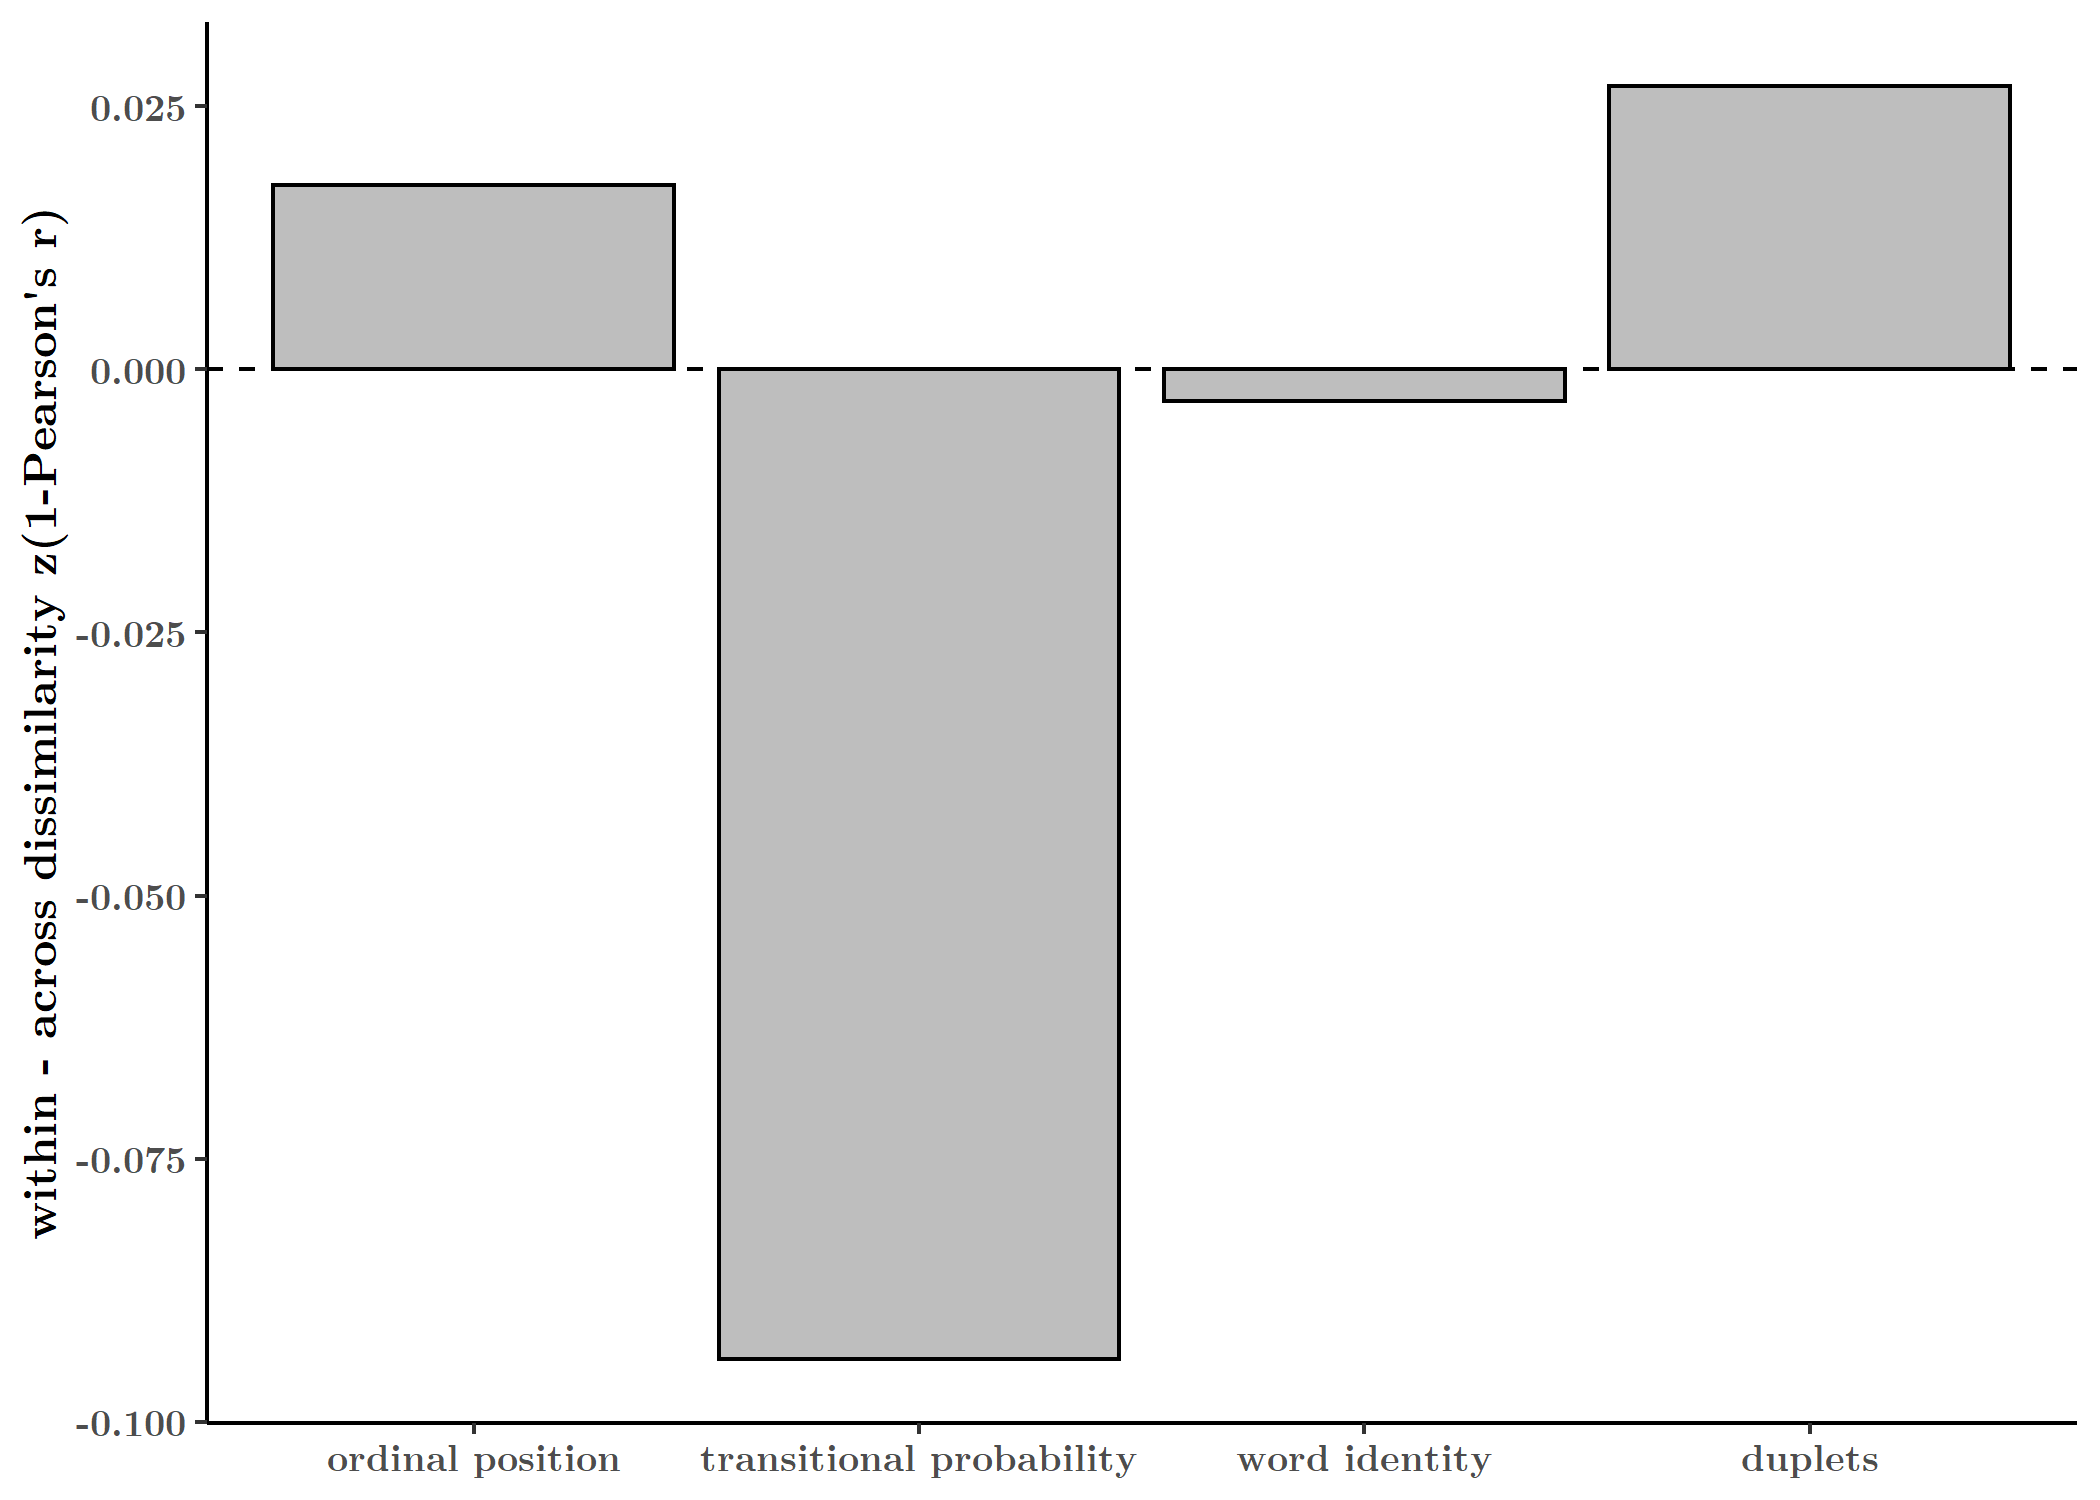 within - across dissimilarity z(1-Pearson's r)
0.025
0.000
-0.025
-0.050
-0.075
-0.100
ordinal position
transitional probability
word identity
duplets